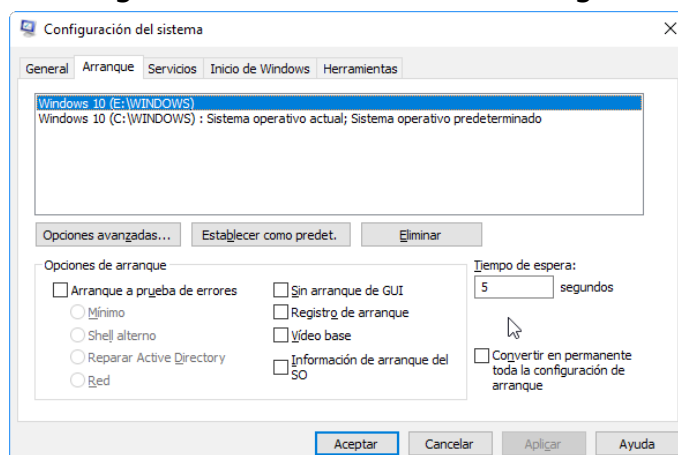 Configuración del sistema
General Arranque Servicios Inicio de Windows Herramientas
Windows 10 (E:\WINDOWS)
Windows 10 (C:\WINDOWS) : Sistema operativo actual; Sistema operativo predeterminado
Opciones avanzadas... Establecer como predet. Eliminar
Opciones de arranque
Tiempo de espera:
Arranque a prueba de errores
Sin arranque de GUI
5 segundos
Mínimo
Registro de arranque
Shell alterno
Vídeo base
Reparar Active Directory
Información de arranque del
SO
Convertir en permanente
toda la configuración de
arranque
Red
Aceptar Cancelar Aplicar Ayuda